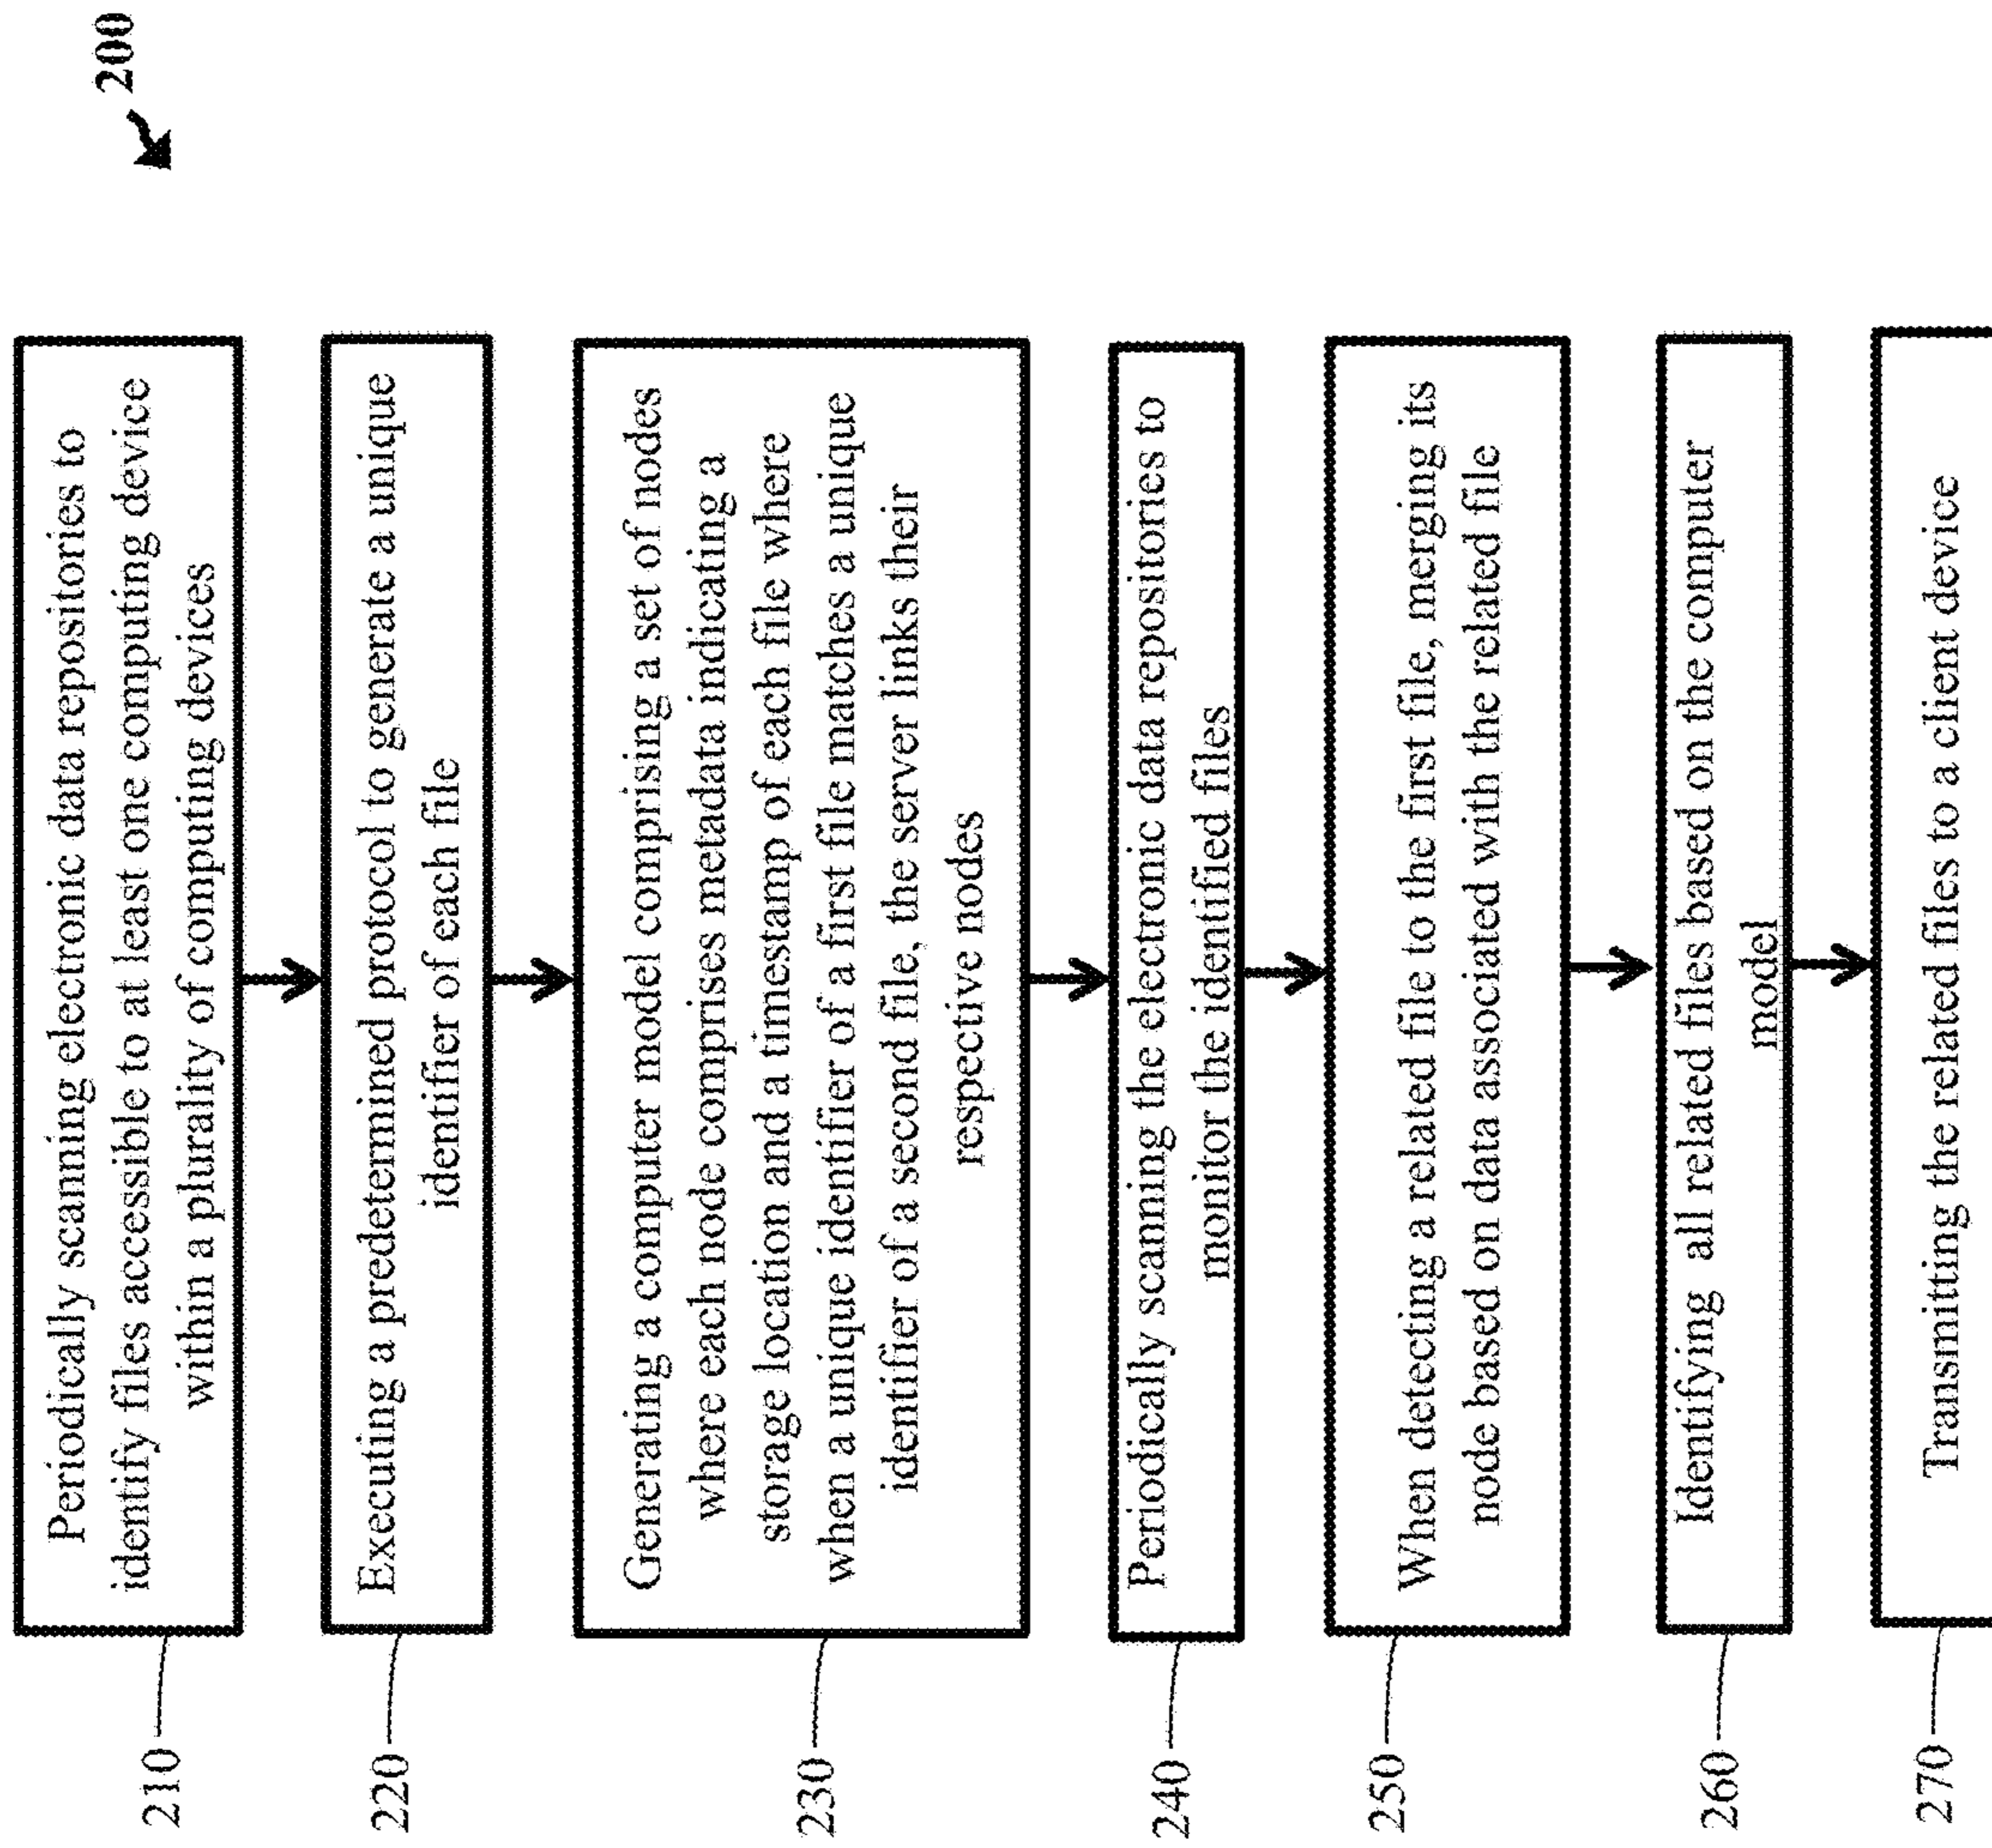 200
210
Periodically scanning electronic data repositories to
identify files accessible to at least one computing device
within a plurality of computing devices
220
Executing a predetermined protocol to generate a unique
identifier of each file
230
Generating a computer model comprising a set of nodes
where each node comprises metadata indicating a
storage location and a timestamp of each file where
when a unique identifier of a first file matches a unique
identifier of a second file, the server links their
respective nodes
240
Periodically scanning the electronic data repositories to
monitor the identified files
250
When detecting a related file to the first file, merging its
node based on data associated with the related file
260
Identifying all related files based on the computer
model
270
Transmitting the related files to a client device